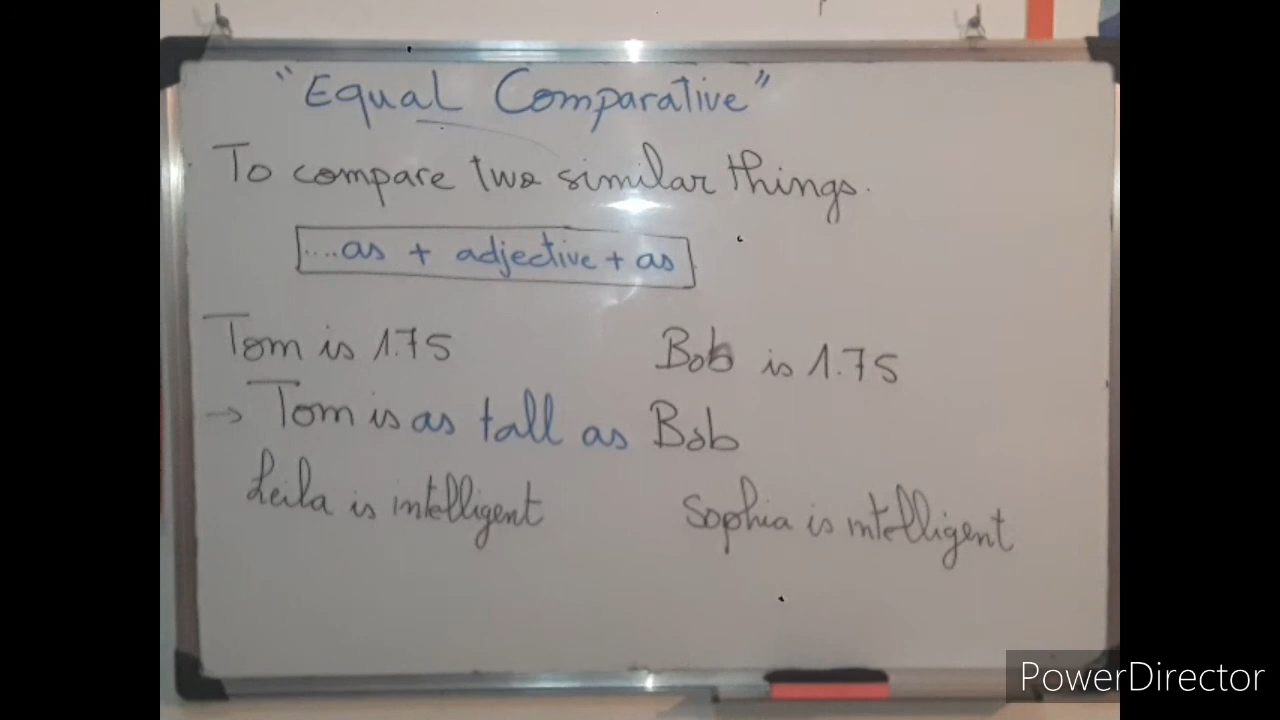 "Equal Comparative"
To compare two similar things.
....as + adjective + as
Tom is 1.75 Bob is 1.75
→ Tom is as tall as Bob
Leila is intelligent Sophia is intelligent
PowerDirector